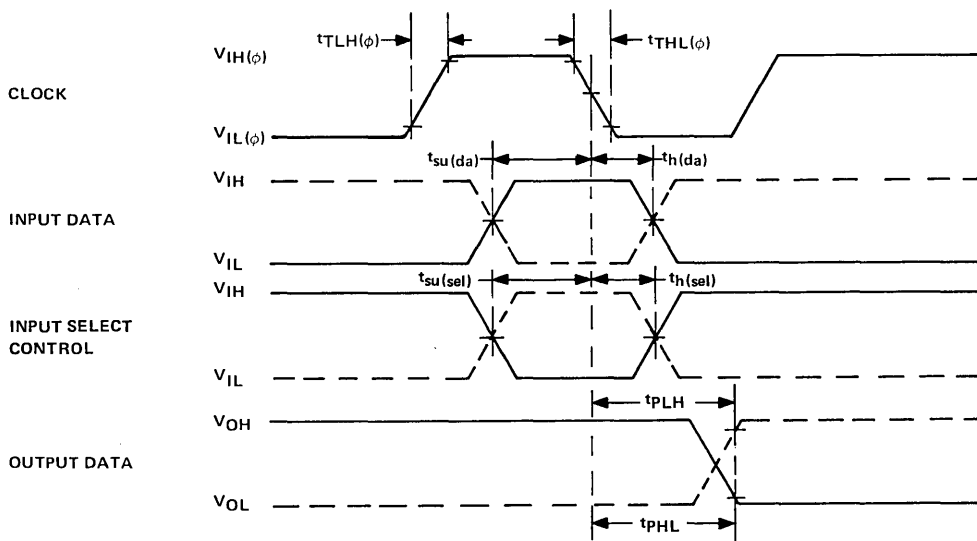 tTLH(ϕ) tTHL(ϕ)
VIH(ϕ)
CLOCK
VIL(ϕ)
tsu(da) th(da)
VIH
INPUT DATA
VIL
tsu(sel) th(sel)
VIH
INPUT SELECT
CONTROL
VIL
tPLH
VOH
OUTPUT DATA
VOL
tPHL